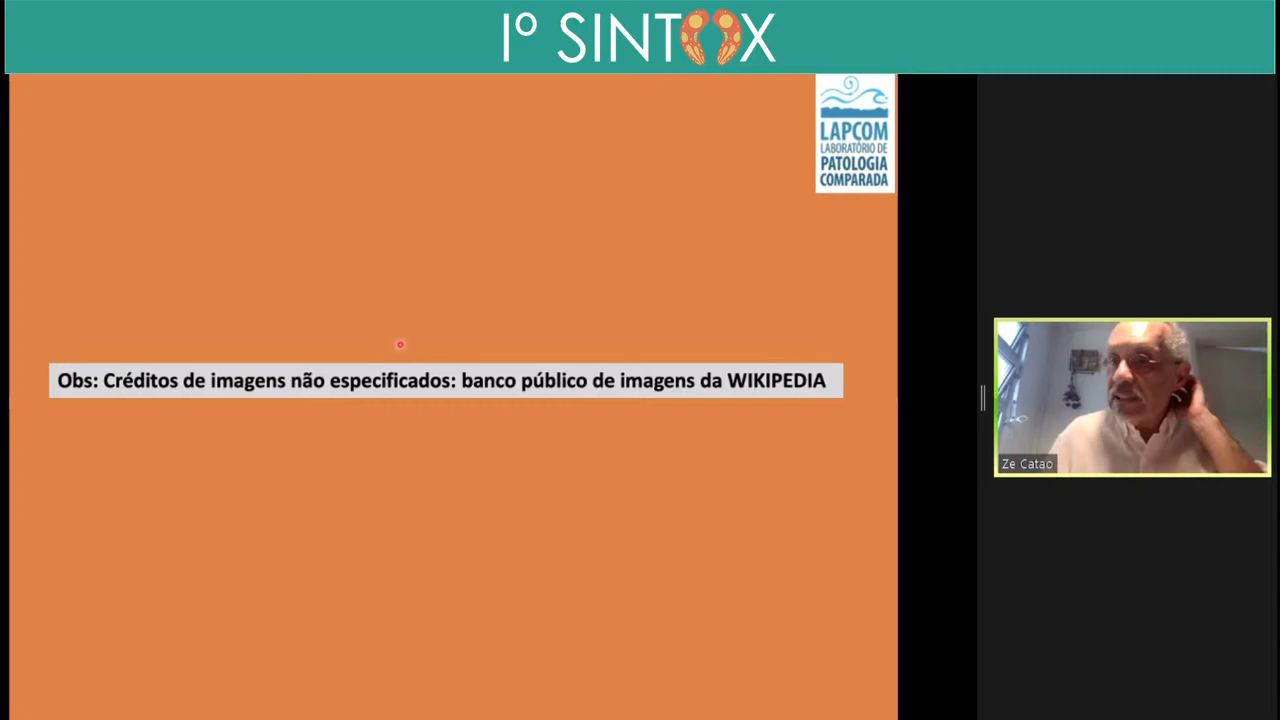 Iº SINTOX
LAPCOM
LABORATÓRIO DE
PATOLOGIA
COMPARADA
Obs: Créditos de imagens não especificados: banco público de imagens da WIKIPEDIA
Ze Catao